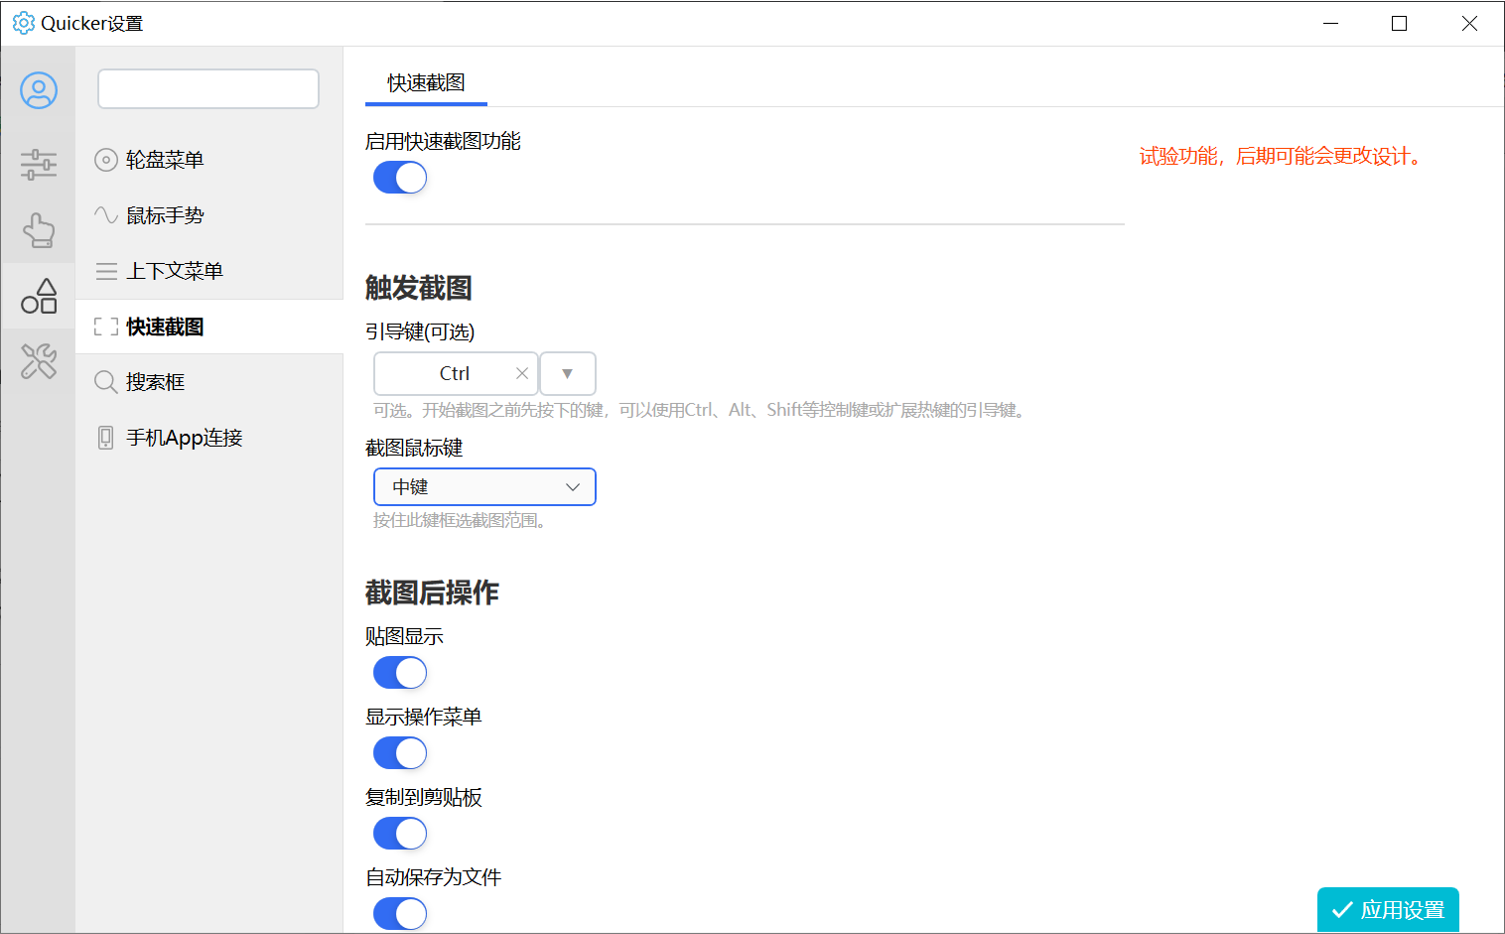 Quicker设置
轮盘菜单
鼠标手势
上下文菜单
快速截图
搜索框
手机App连接
快速截图
启用快速截图功能
试验功能，后期可能会更改设计。
触发截图
引导键(可选)
Ctrl
可选。开始截图之前先按下的键，可以使用Ctrl、Alt、Shift等控制键或扩展热键的引导键。
截图鼠标键
中键
按住此键框选截图范围。
截图后操作
贴图显示
显示操作菜单
复制到剪贴板
自动保存为文件
应用设置